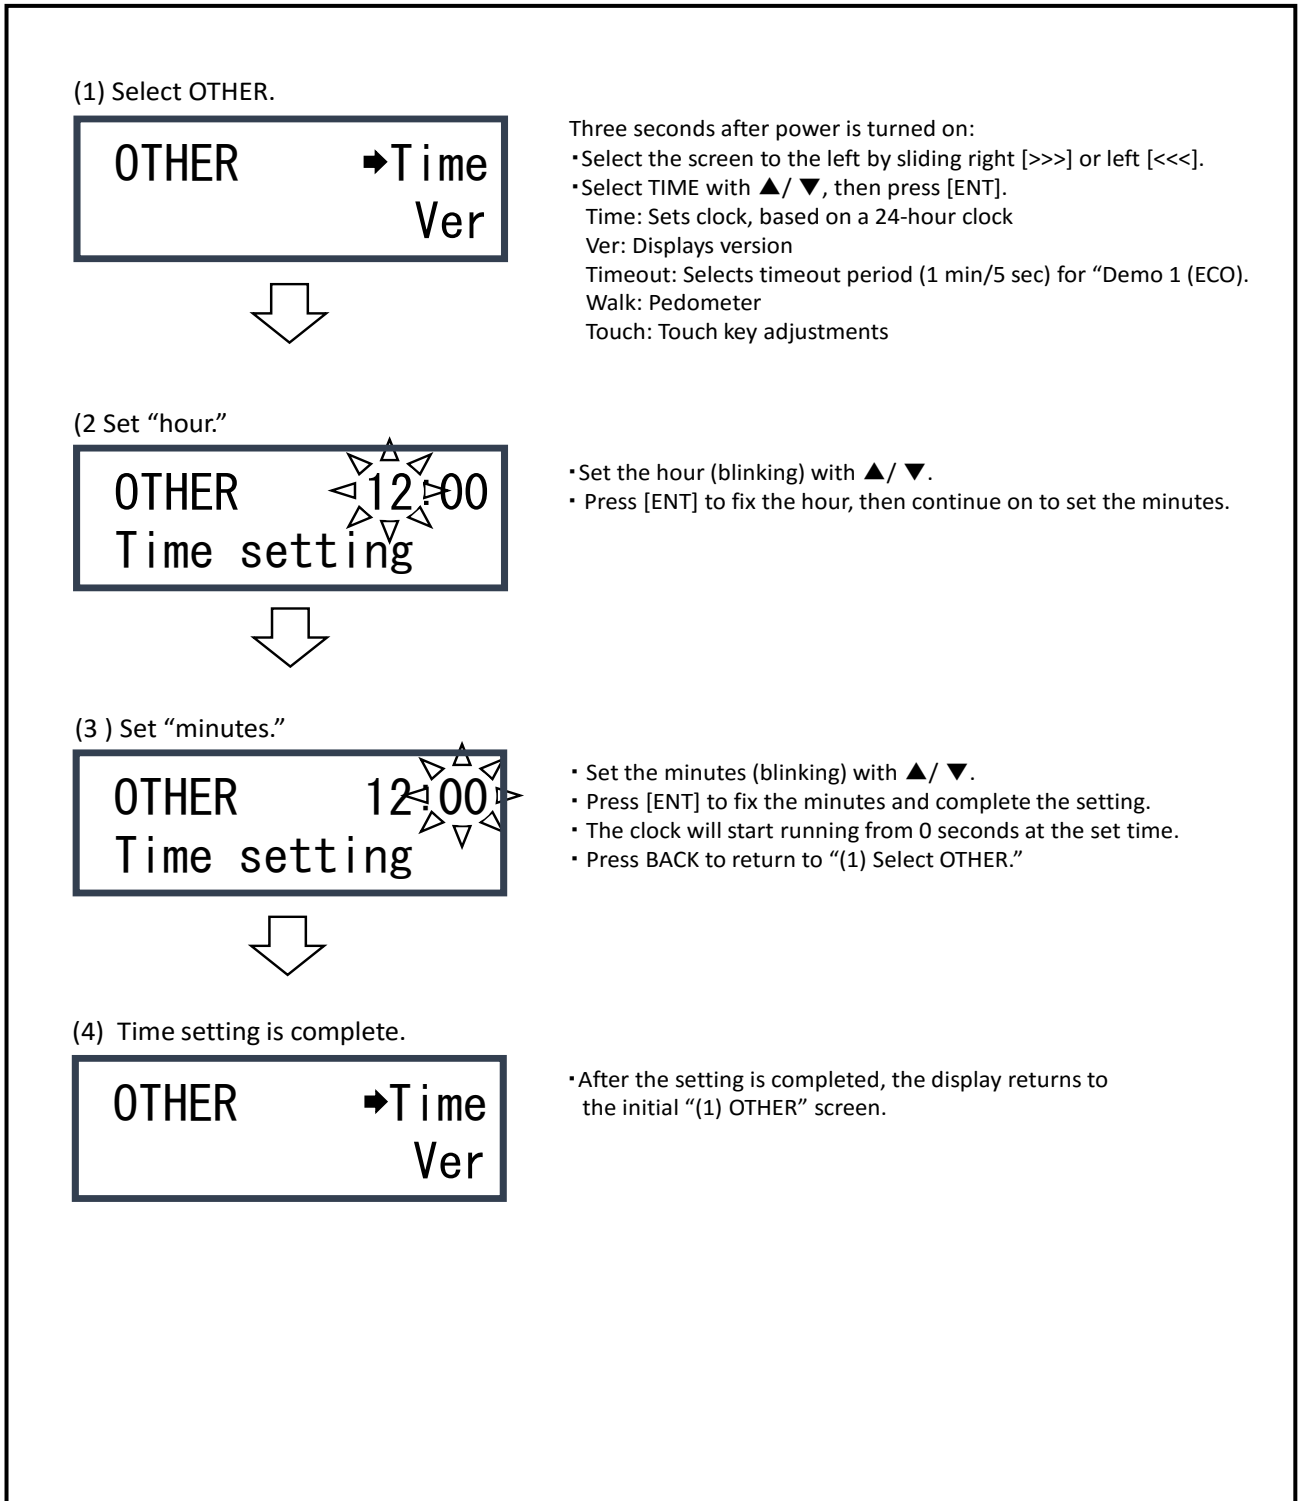 (1) Select OTHER.
OTHER ➡Time
Ver
Three seconds after power is turned on:
・Select the screen to the left by sliding right [>>>] or left [<<<].
・Select TIME with ▲/ ▼, then press [ENT].
Time: Sets clock, based on a 24-hour clock
Ver: Displays version
Timeout: Selects timeout period (1 min/5 sec) for “Demo 1 (ECO).
Walk: Pedometer
Touch: Touch key adjustments
(2 Set “hour.”
OTHER 12:00
Time setting
・Set the hour (blinking) with ▲/ ▼.
・Press [ENT] to fix the hour, then continue on to set the minutes.
(3 ) Set “minutes.”
OTHER 12:00
Time setting
・Set the minutes (blinking) with ▲/ ▼.
・Press [ENT] to fix the minutes and complete the setting.
・The clock will start running from 0 seconds at the set time.
・Press BACK to return to “(1) Select OTHER.”
(4) Time setting is complete.
OTHER ➡Time
Ver
・After the setting is completed, the display returns to
the initial “(1) OTHER” screen.